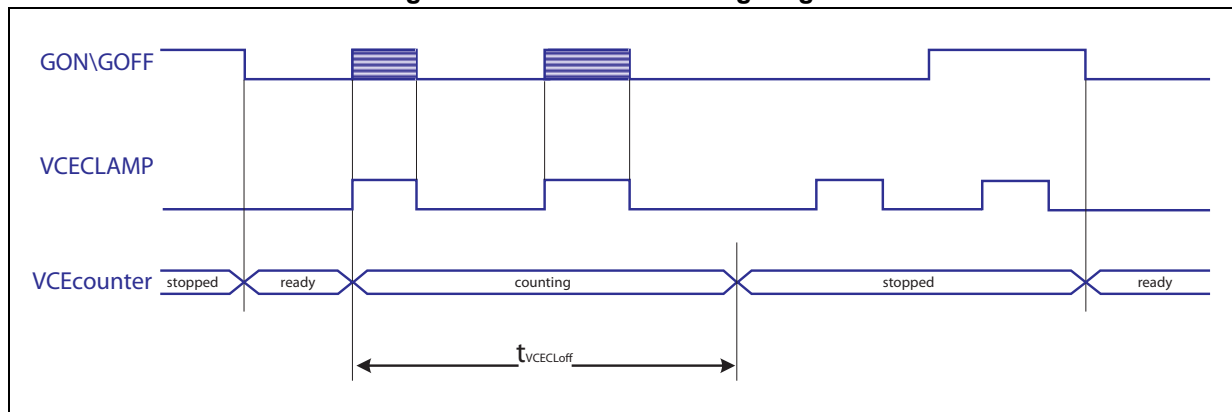 GON\GOFF
VCECLAMP
VCEcounter stopped ready counting stopped ready
tVCECLoff